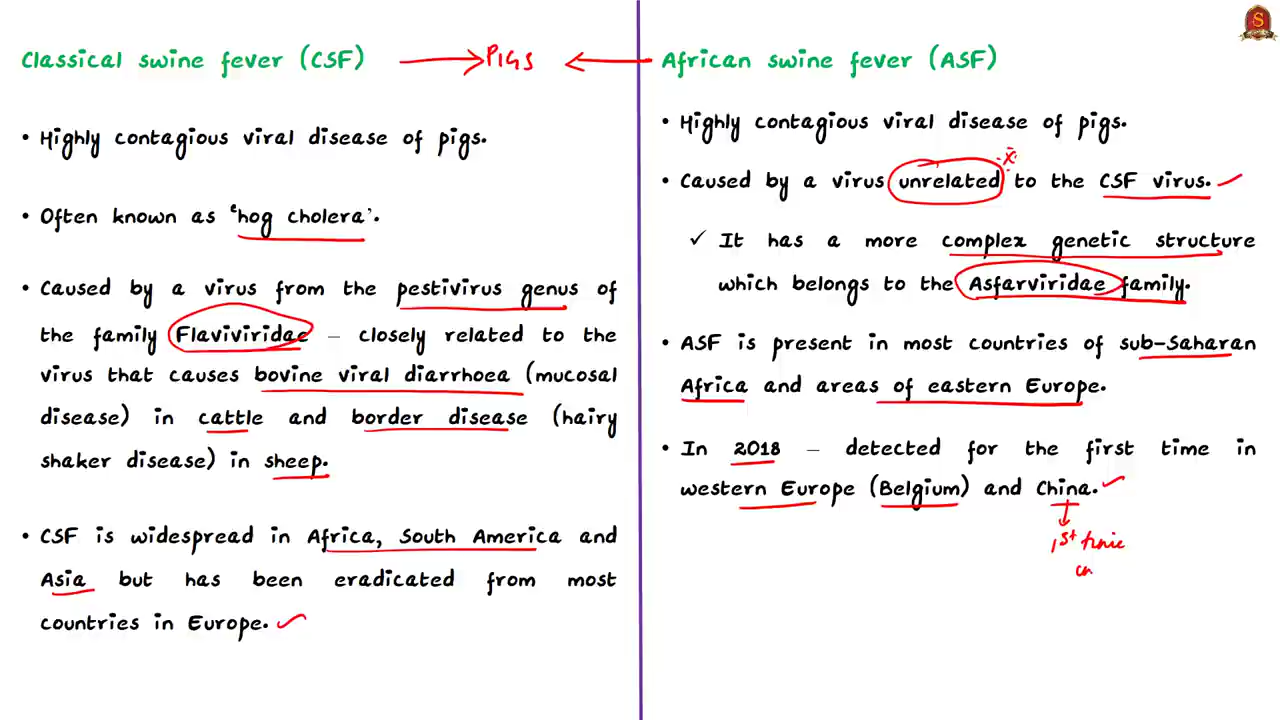 Classical swine fever (CSF)
PIGS
• Highly contagious viral disease of pigs.
• Often known as 'hog cholera'.
• Caused by a virus from the pestivirus genus of
the family Flaviviridae – closely related to the
virus that causes bovine viral diarrhoea (mucosal
disease) in cattle and border disease (hairy
shaker disease) in sheep.
• CSF is widespread in Africa, South America and
Asia but has been eradicated from most
countries in Europe.
African swine fever (ASF)
• Highly contagious viral disease of pigs.
• Caused by a virus unrelated to the CSF virus.
✓ It has a more complex genetic structure
which belongs to the Asfarviridae family.
• ASF is present in most countries of sub-Saharan
Africa and areas of eastern Europe.
• In 2018 – detected for the first time in
western Europe (Belgium) and China.
1st time
S